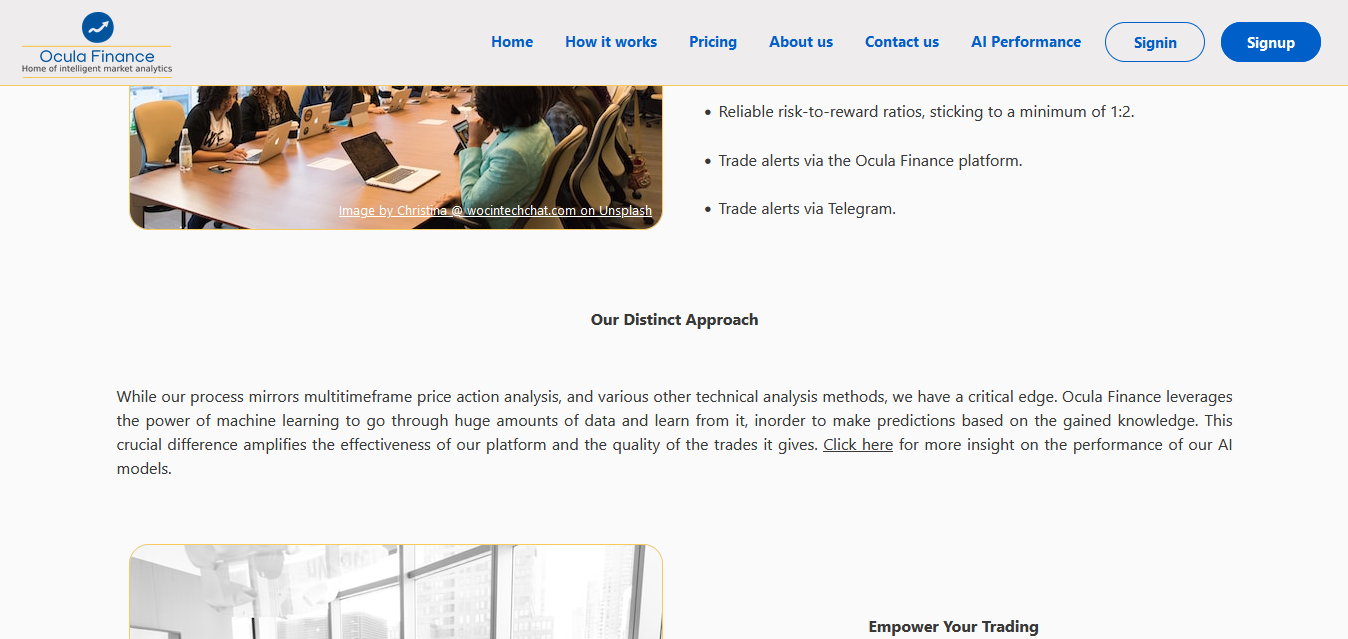 Ocula Finance
Home of intelligent market analytics
Home
How it works
Pricing
About us
Contact us
AI Performance
Signin
Signup
Image by Christina @ wocintechchat.com on Unsplash
• Reliable risk-to-reward ratios, sticking to a minimum of 1:2.
• Trade alerts via the Ocula Finance platform.
• Trade alerts via Telegram.
Our Distinct Approach
While our process mirrors multitimeframe price action analysis, and various other technical analysis methods, we have a critical edge. Ocula Finance leverages
the power of machine learning to go through huge amounts of data and learn from it, inorder to make predictions based on the gained knowledge. This
crucial difference amplifies the effectiveness of our platform and the quality of the trades it gives. Click here for more insight on the performance of our AI
models.
Empower Your Trading